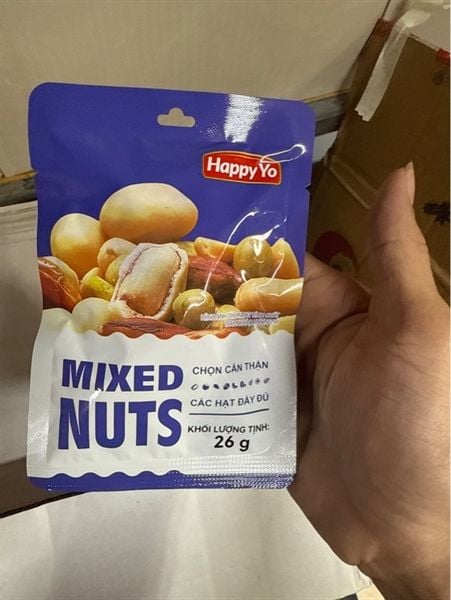 Happy Yo
MIXED
NUTS
CHỌN CẨN THẬN
CÁC HẠT ĐẦY ĐỦ
KHỐI LƯỢNG TỊNH:
26 g